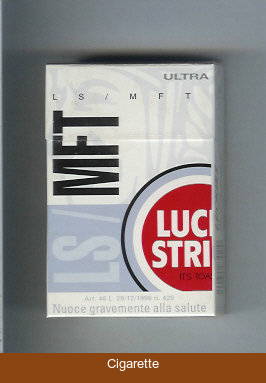 ULTRA
LS / MFT
MFT
LS/
LUC
STRI
IT'S TOA
Art. 46 L. 29/12/1990 n. 428
Nuoce gravemente alla salute
Cigarette